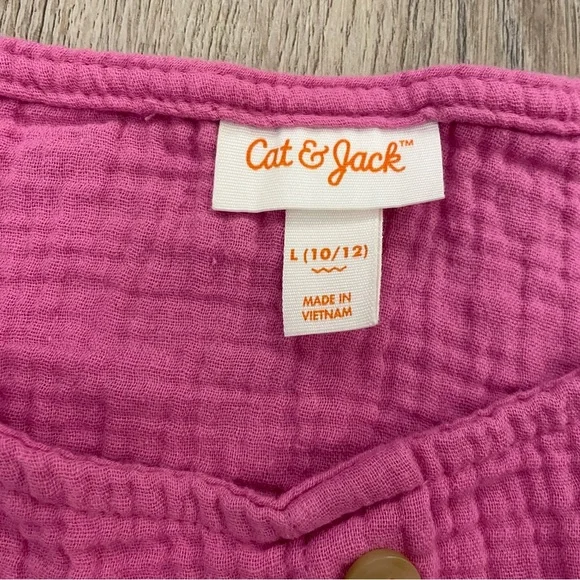 Cat & Jack™
L (10/12)
MADE IN
VIETNAM